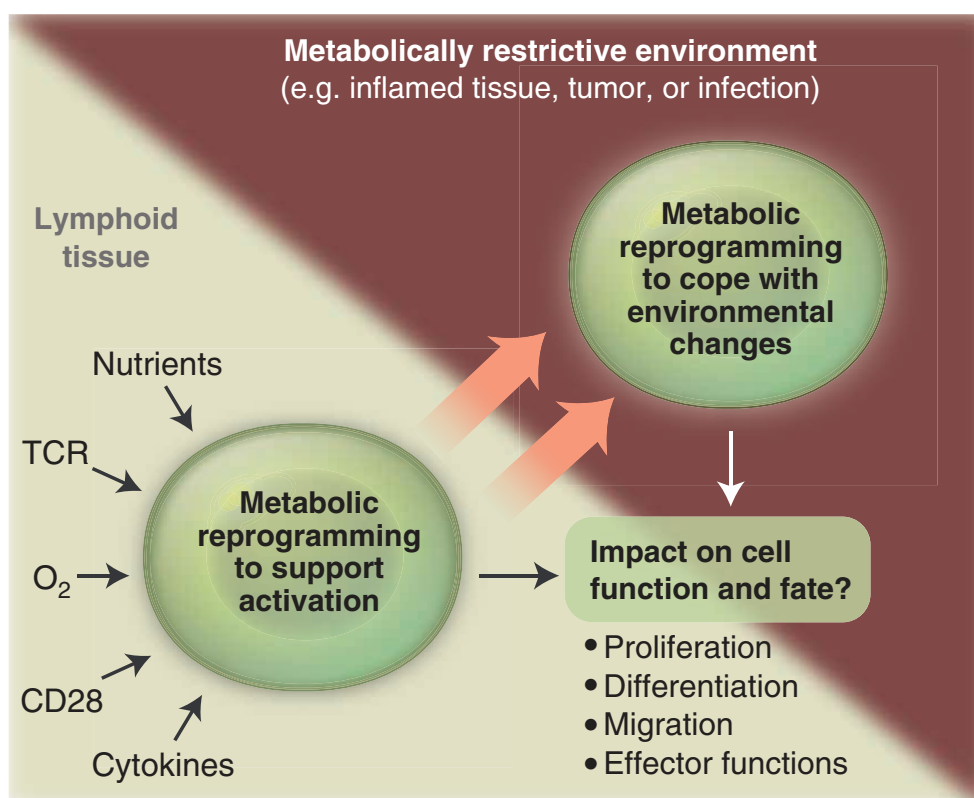 Metabolically restrictive environment
(e.g. inflamed tissue, tumor, or infection)
Lymphoid
tissue
Metabolic
reprogramming
to cope with
environmental
changes
Nutrients
TCR
O₂
CD28
Cytokines
Metabolic
reprogramming
to support
activation
Impact on cell
function and fate?
• Proliferation
• Differentiation
• Migration
• Effector functions